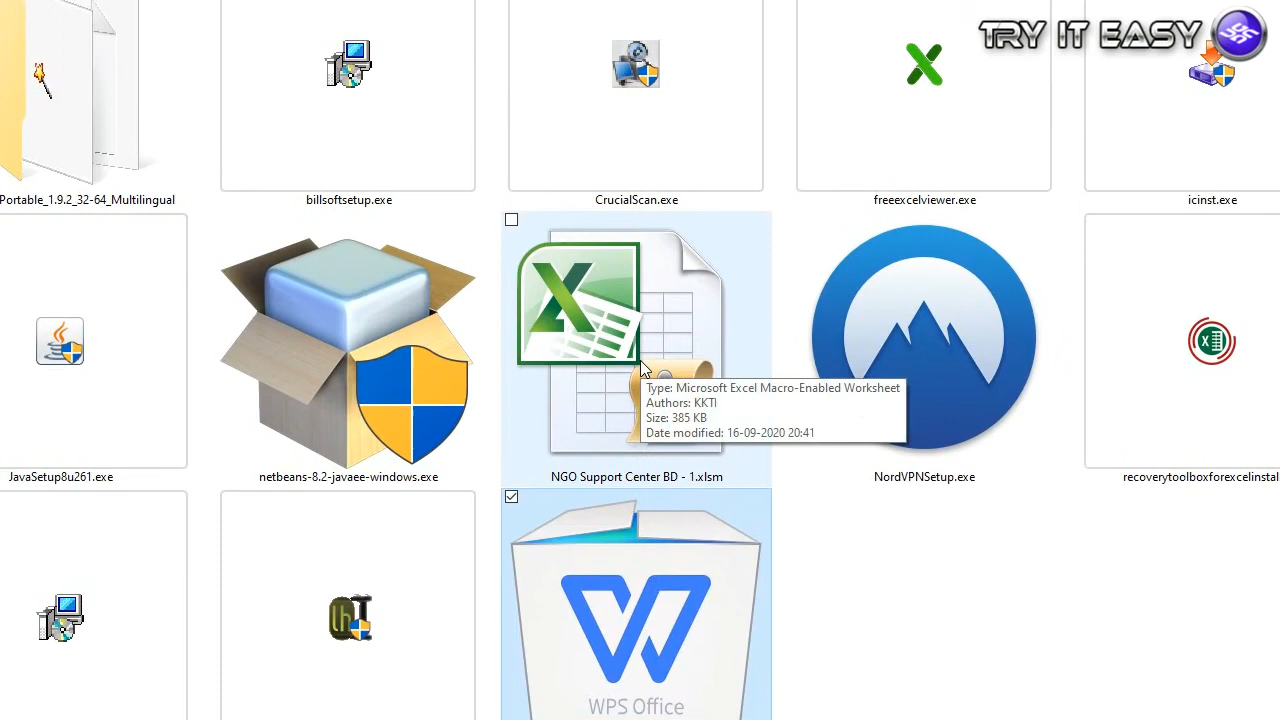 TRY IT EASY
Portable_1.9.2_32-64_Multilingual
billsoftsetup.exe
CrucialScan.exe
freeexcelviewer.exe
icinst.exe
JavaSetup8u261.exe
netbeans-8.2-javaee-windows.exe
NGO Support Center BD - 1.xlsm
NordVPNSetup.exe
recoverytoolboxforexcelinstal
Type: Microsoft Excel Macro-Enabled Worksheet
Authors: KKTI
Size: 385 KB
Date modified: 16-09-2020 20:41
lh
WPS Office